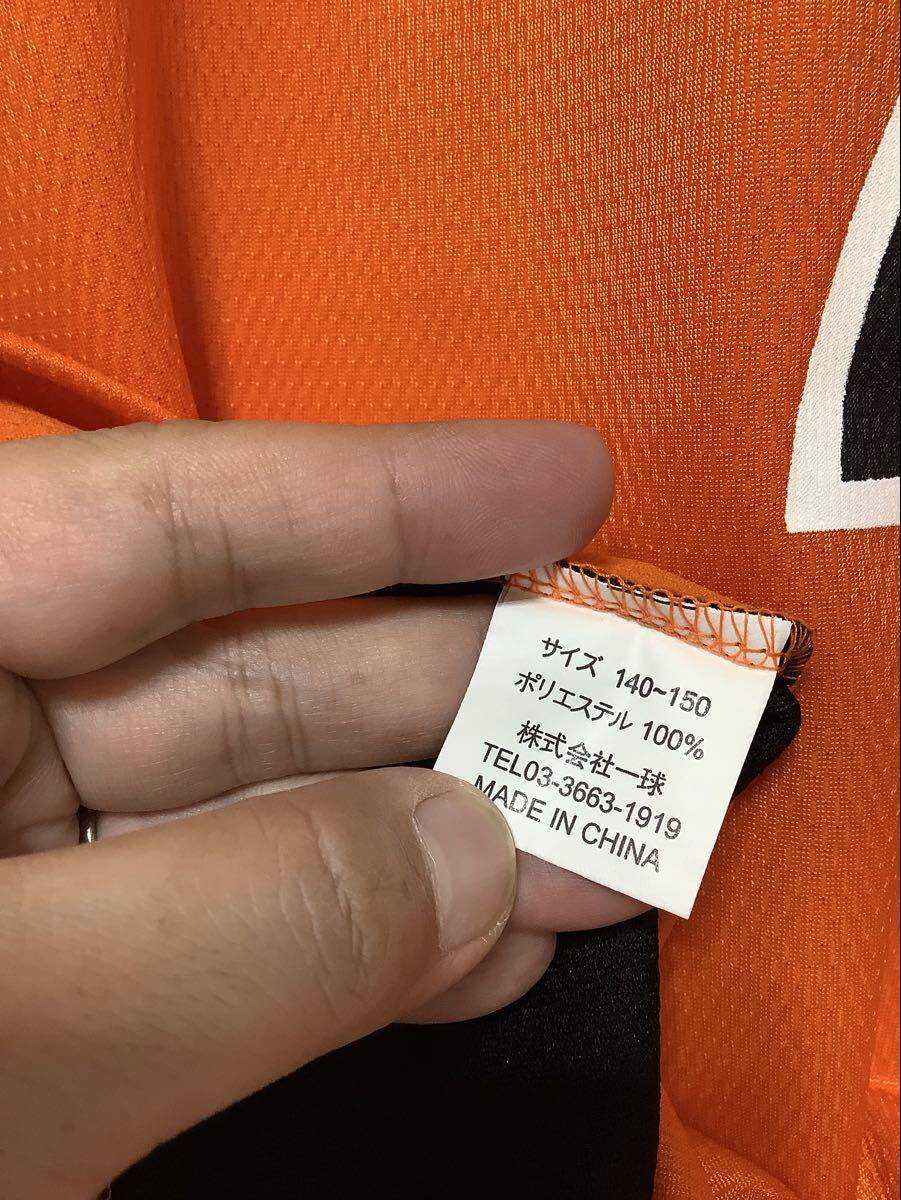 サイズ 140~150
ポリエステル 100%
株式会社一球
TEL03-3663-1919
MADE IN CHINA